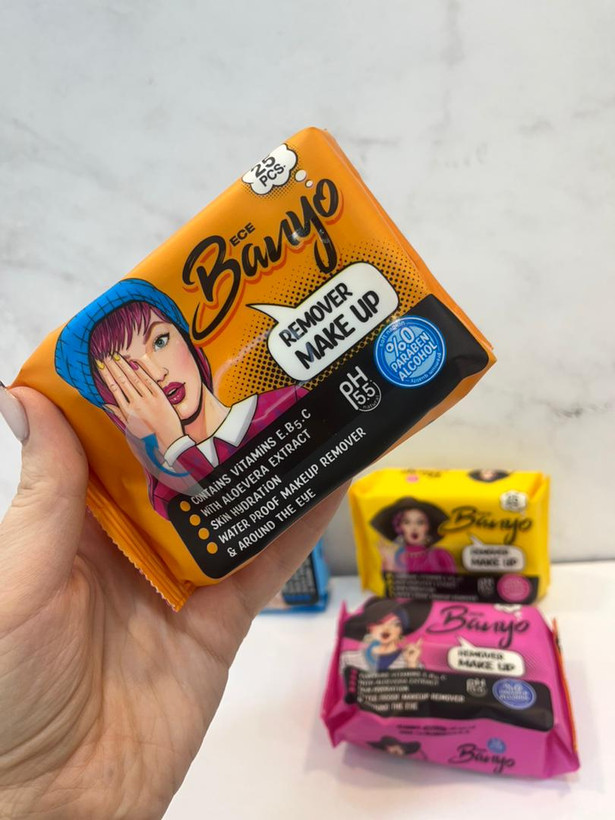 25
PCS
ECE
Banyo
REMOVER
MAKE UP
%0
PARABEN
ALCOHOL
pH
5.5
CONTAINS VITAMINS E.B5-C
WITH ALOEVERA EXTRACT
SKIN HYDRATION
WATER PROOF MAKEUP REMOVER
& AROUND THE EYE
Banyo
REMOVER
MAKE UP
ECE
Banyo
REMOVER
MAKE UP
Banyo